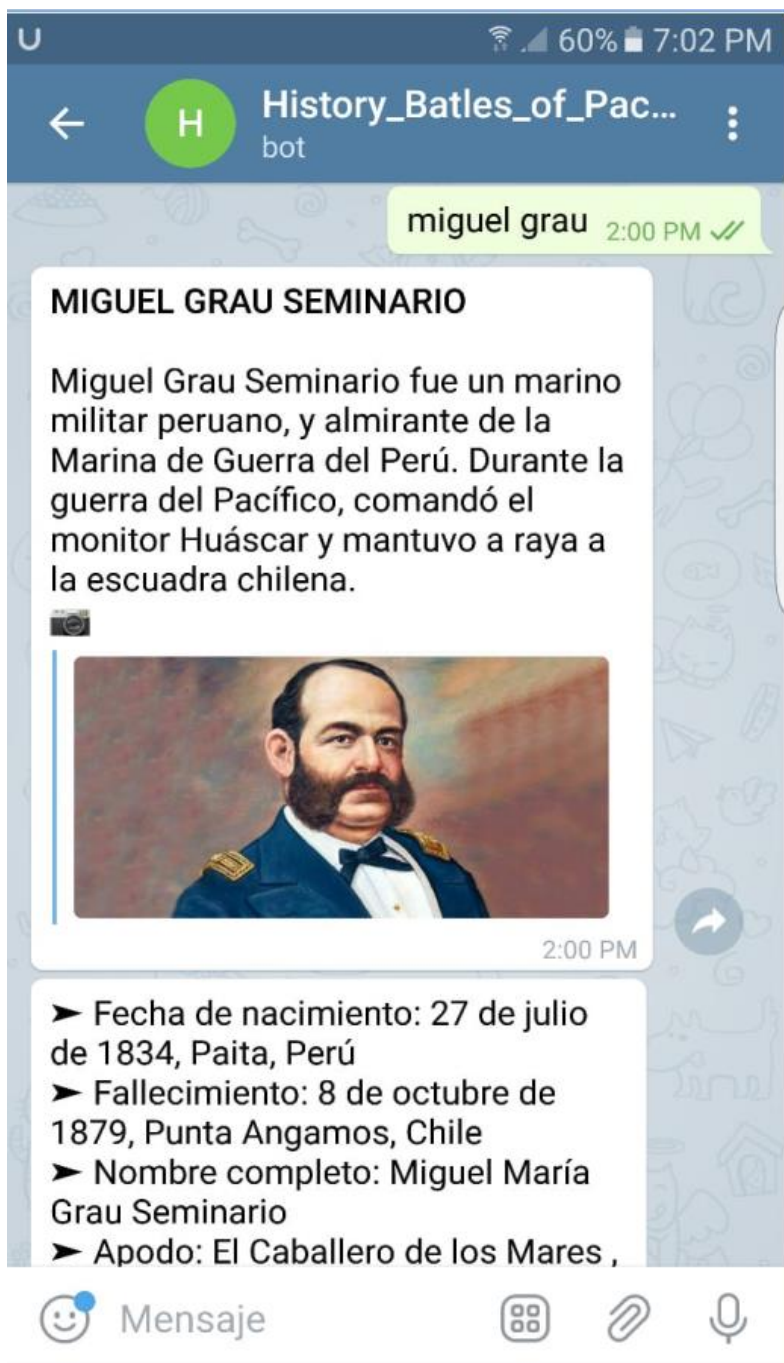 U 60% 7:02 PM
H
History_Batles_of_Pac...
bot
miguel grau 2:00 PM
MIGUEL GRAU SEMINARIO
Miguel Grau Seminario fue un marino
militar peruano, y almirante de la
Marina de Guerra del Perú. Durante la
guerra del Pacífico, comandó el
monitor Huáscar y mantuvo a raya a
la escuadra chilena.
2:00 PM
➤ Fecha de nacimiento: 27 de julio
de 1834, Paita, Perú
➤ Fallecimiento: 8 de octubre de
1879, Punta Angamos, Chile
➤ Nombre completo: Miguel María
Grau Seminario
➤ Apodo: El Caballero de los Mares ,
Mensaje